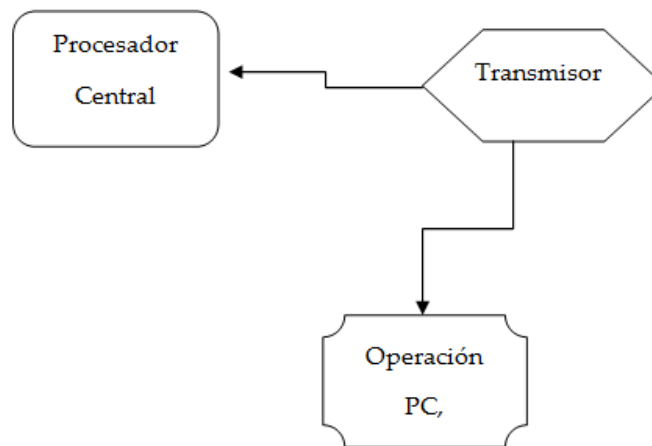 Procesador
Central
Transmisor
Operación
PC,